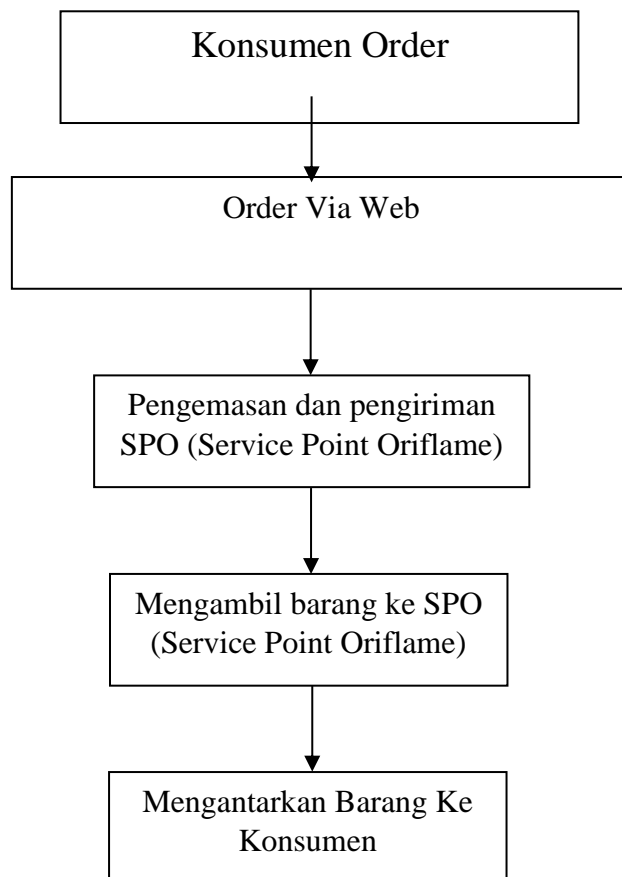 Konsumen Order
Order Via Web
Pengemasan dan pengiriman
SPO (Service Point Oriflame)
Mengambil barang ke SPO
(Service Point Oriflame)
Mengantarkan Barang Ke
Konsumen